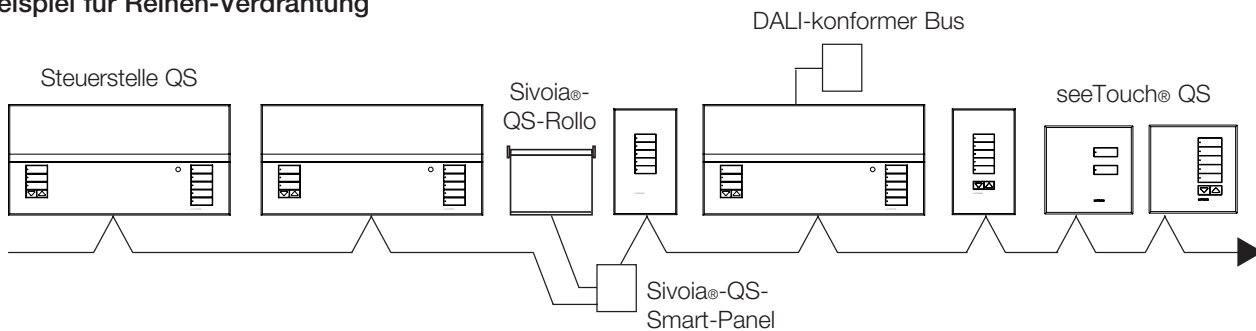 eispiel für Reihen-Verdrahtung
DALI-konformer Bus
Steuerstelle QS
Sivoia®-
QS-Rollo
seeTouch® QS
Sivoia®-QS-
Smart-Panel